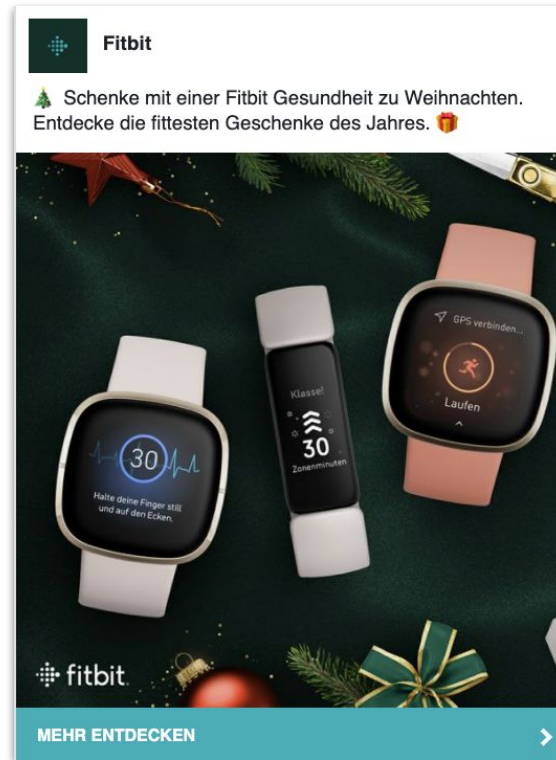 Fitbit
🎄 Schenke mit einer Fitbit Gesundheit zu Weihnachten.
Entdecke die fittesten Geschenke des Jahres. 🎁
GPS verbinden...
Laufen
Klasse!
30
Zonenminuten
30
Halte deine Finger still
und auf den Ecken.
fitbit
MEHR ENTDECKEN